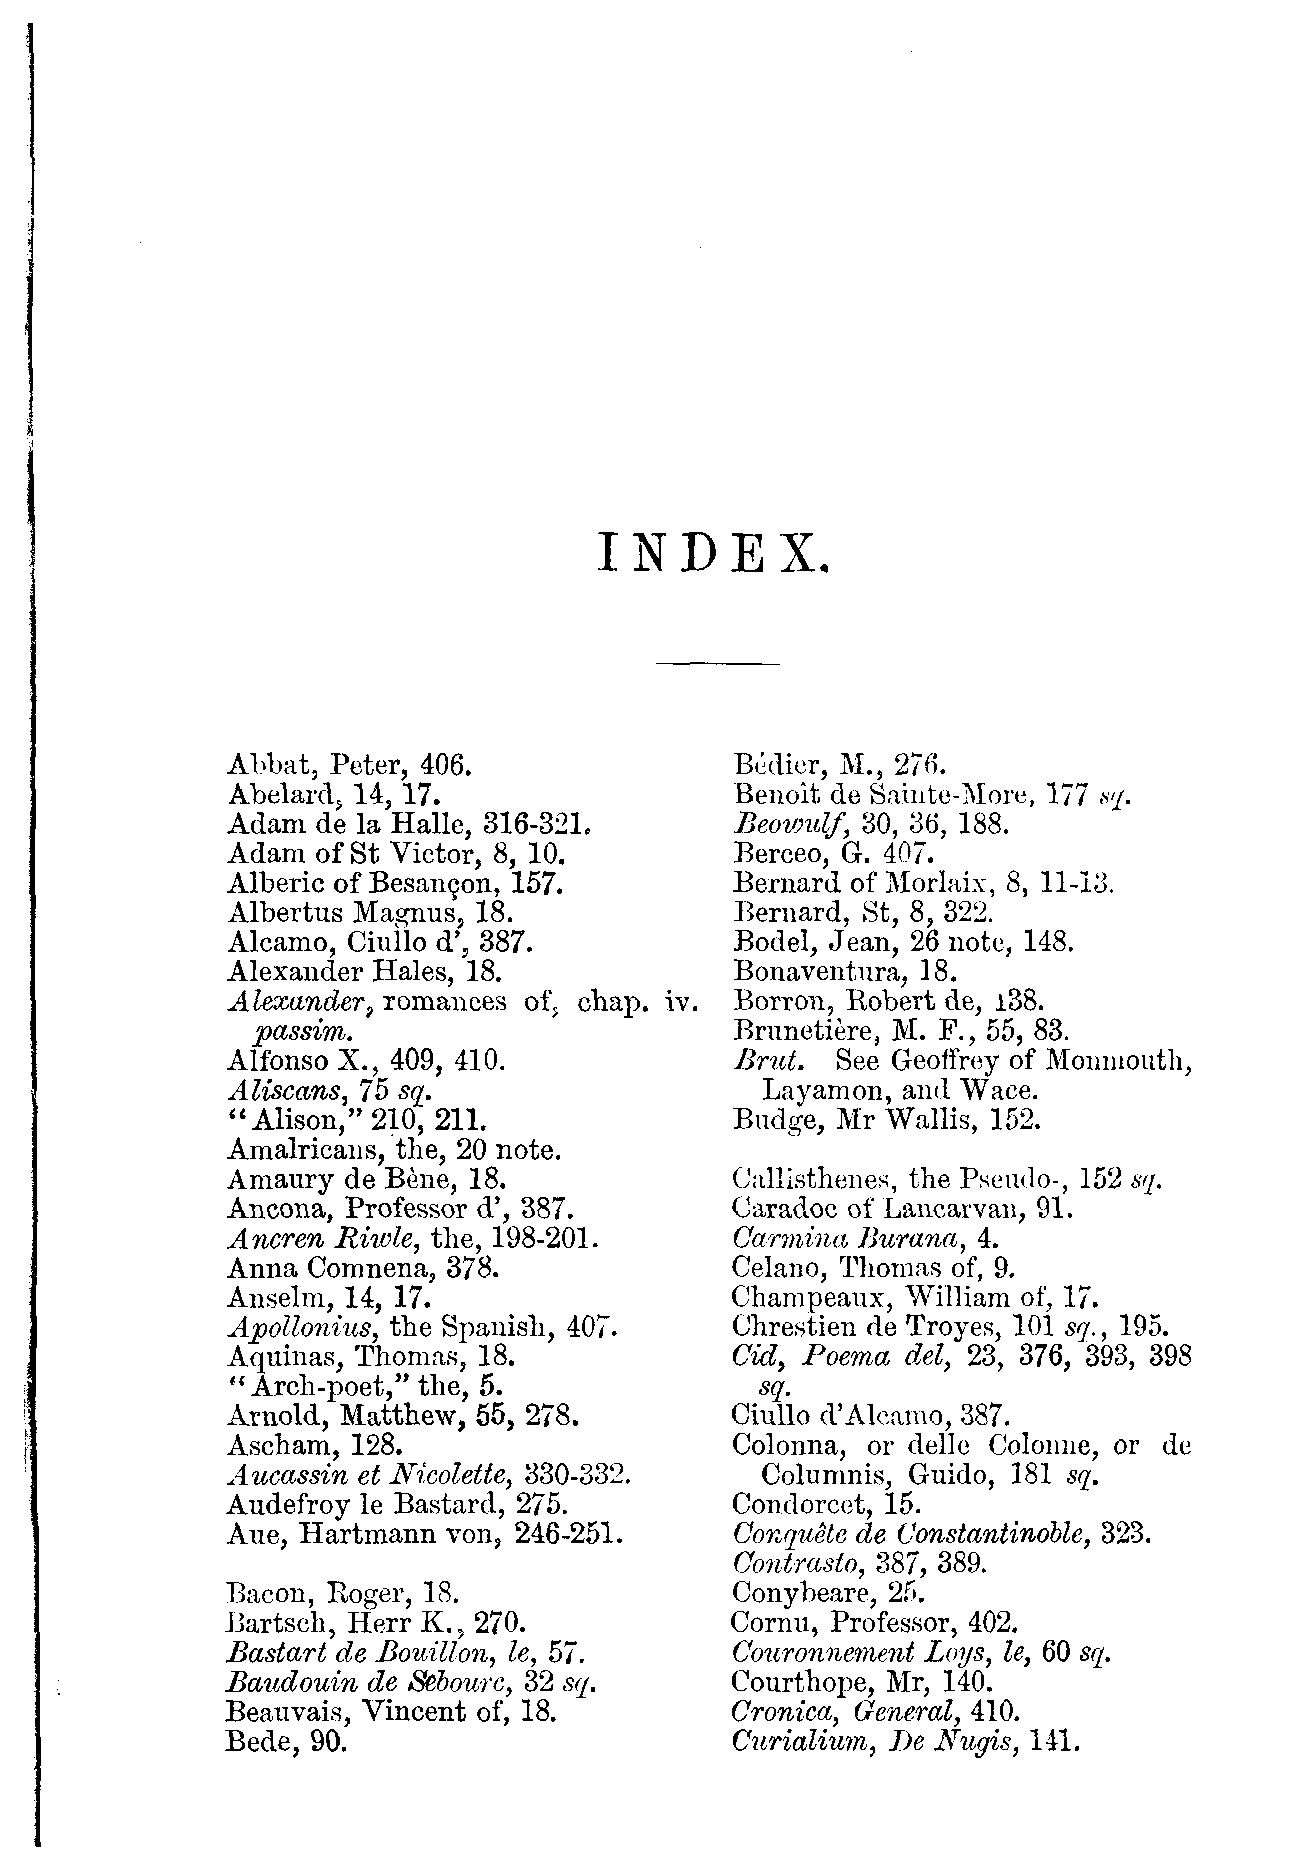 INDEX.
Abbat, Peter, 406.
Abelard, 14, 17.
Adam de la Halle, 316-321.
Adam of St Victor, 8, 10.
Alberic of Besançon, 157.
Albertus Magnus, 18.
Alcamo, Ciullo d', 387.
Alexander Hales, 18.
Alexander, romances of, chap. iv.
passim.
Alfonso X., 409, 410.
Aliscans, 75 sq.
"Alison," 210, 211.
Amalricans, the, 20 note.
Amaury de Bène, 18.
Ancona, Professor d', 387.
Ancren Riwle, the, 198-201.
Anna Comnena, 378.
Anselm, 14, 17.
Apollonius, the Spanish, 407.
Aquinas, Thomas, 18.
"Arch-poet," the, 5.
Arnold, Matthew, 55, 278.
Ascham, 128.
Aucassin et Nicolette, 330-332.
Audefroy le Bastard, 275.
Aue, Hartmann von, 246-251.
Bacon, Roger, 18.
Bartsch, Herr K., 270.
Bastart de Bouillon, le, 57.
Baudouin de Sebourc, 32 sq.
Beauvais, Vincent of, 18.
Bede, 90.
Bédier, M., 276.
Benoît de Sainte-More, 177 sq.
Beowulf, 30, 36, 188.
Berceo, G. 407.
Bernard of Morlaix, 8, 11-13.
Bernard, St, 8, 322.
Bodel, Jean, 26 note, 148.
Bonaventura, 18.
Borron, Robert de, 138.
Brunetière, M. F., 55, 83.
Brut. See Geoffrey of Monmouth,
Layamon, and Wace.
Budge, Mr Wallis, 152.
Callisthenes, the Pseudo-, 152 sq.
Caradoc of Lancarvan, 91.
Carmina Burana, 4.
Celano, Thomas of, 9.
Champeaux, William of, 17.
Chrestien de Troyes, 101 sq., 195.
Cid, Poema del, 23, 376, 393, 398
sq.
Ciullo d'Alcamo, 387.
Colonna, or delle Colonne, or de
Columnis, Guido, 181 sq.
Condorcet, 15.
Conquête de Constantinoble, 323.
Contrasto, 387, 389.
Conybeare, 25.
Cornu, Professor, 402.
Couronnement Loys, le, 60 sq.
Courthope, Mr, 140.
Cronica, General, 410.
Curialium, De Nugis, 141.